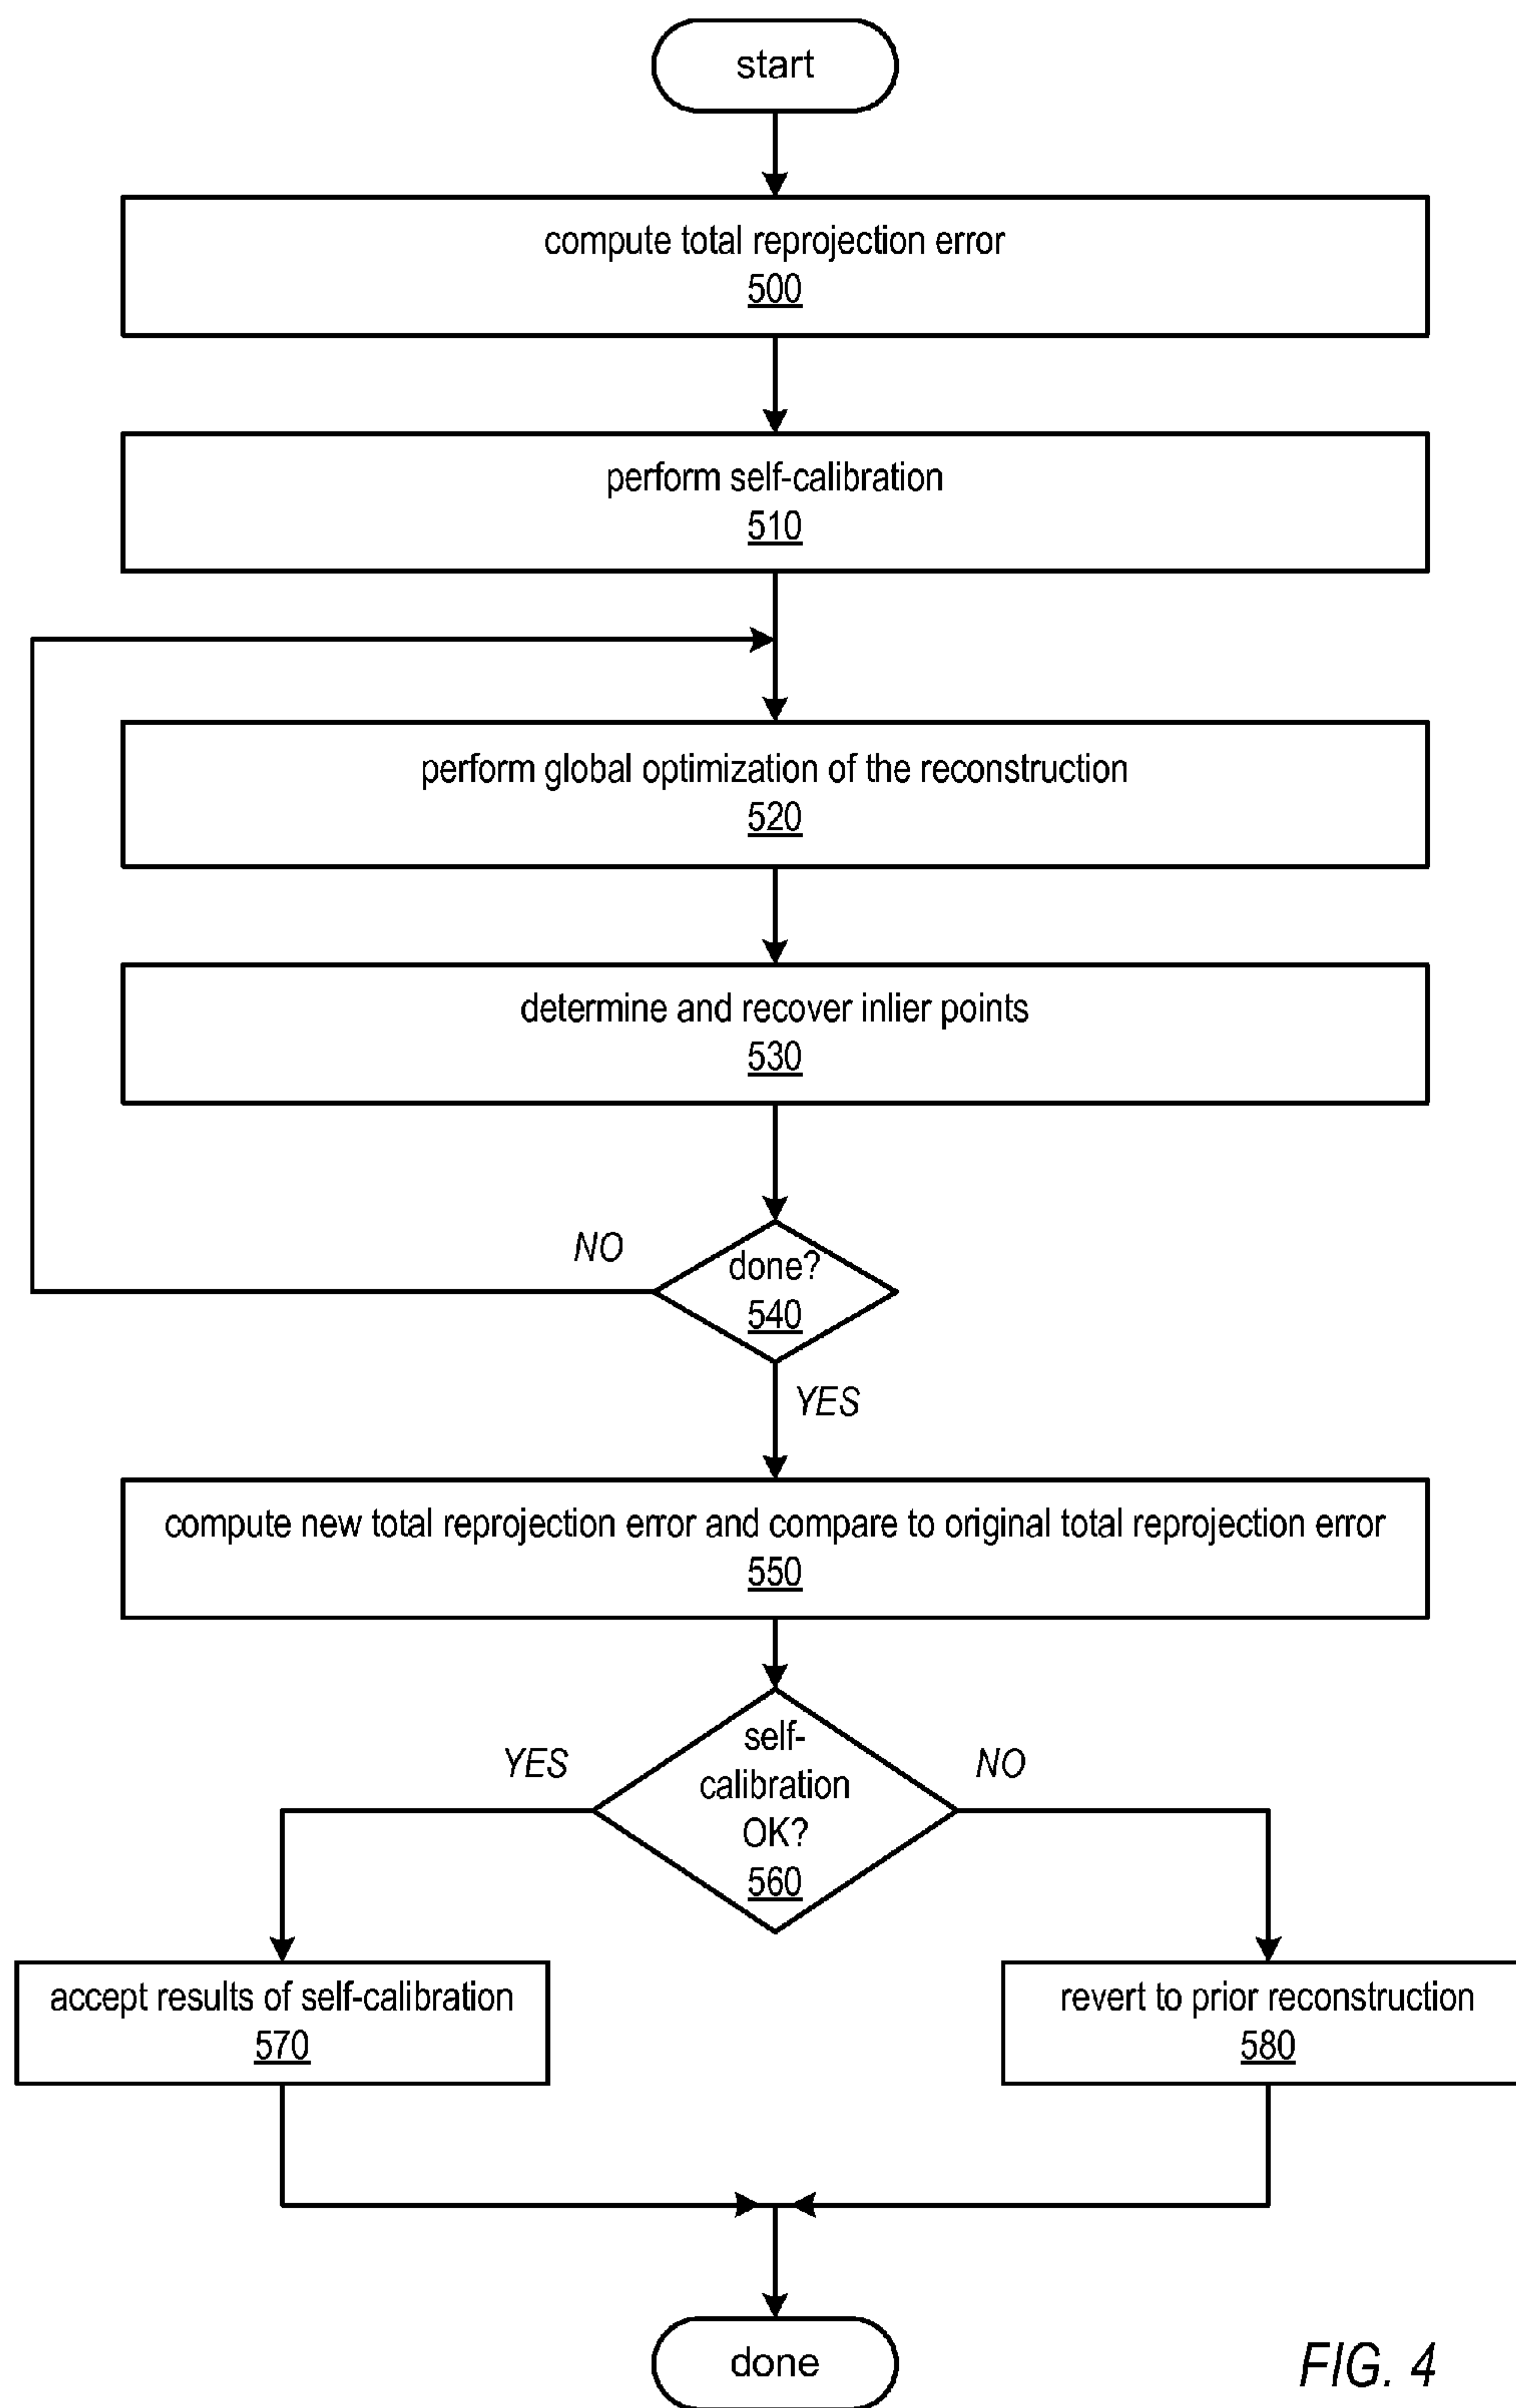 start
compute total reprojection error
500
perform self-calibration
510
perform global optimization of the reconstruction
520
determine and recover inlier points
530
NO
done?
540
YES
compute new total reprojection error and compare to original total reprojection error
550
YES
self-
calibration
OK?
560
NO
accept results of self-calibration
570
revert to prior reconstruction
580
done
FIG. 4